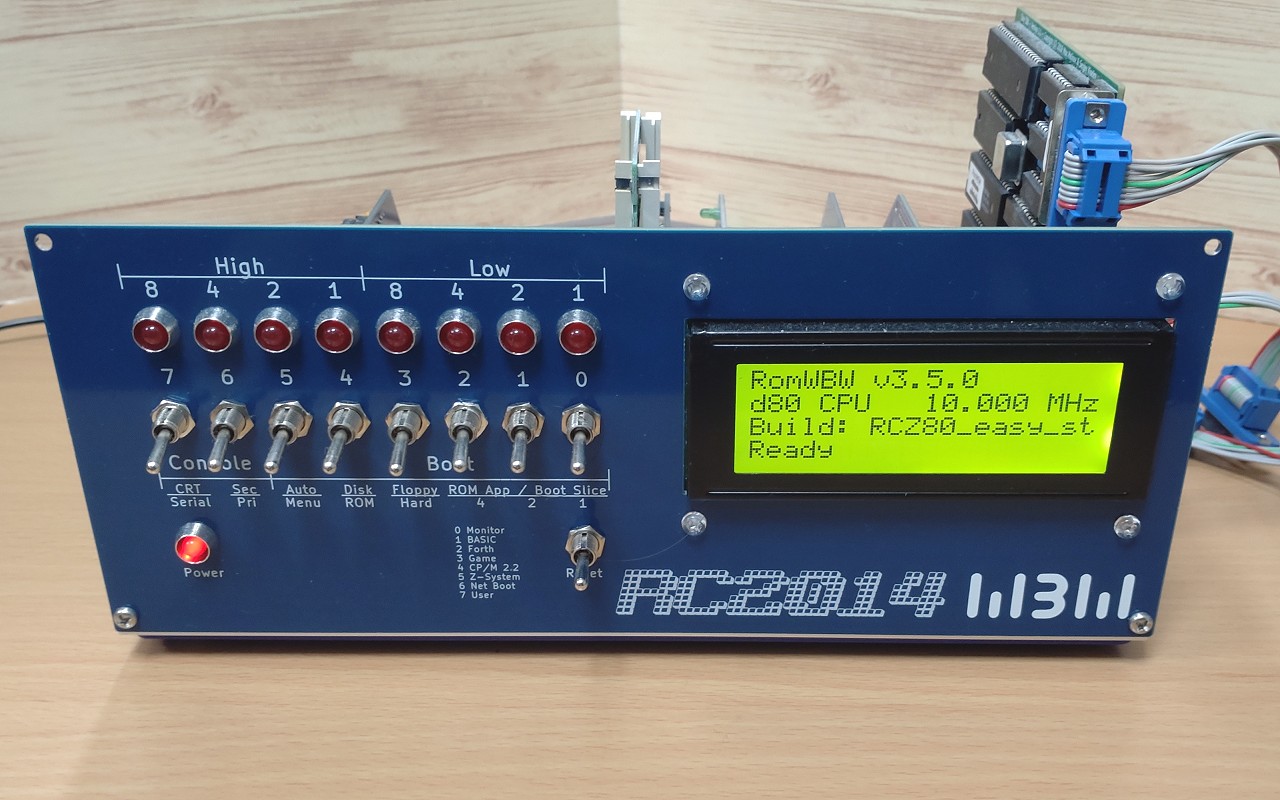 High Low
8 4 2 1 8 4 2 1
7 6 5 4 3 2 1 0
Console Boot
CRT Sec Auto Disk Floppy ROM App / Boot Slice
Serial Pri Menu ROM Hard 4 2 1
0 Monitor
1 BASIC
2 Forth
3 Game
4 CP/M 2.2
5 Z-System
6 Net Boot
7 User
Power
Reset
RomWBW v3.5.0
d80 CPU 10.000 MHz
Build: RCZ80_easy_st
Ready
RC2014 WBW